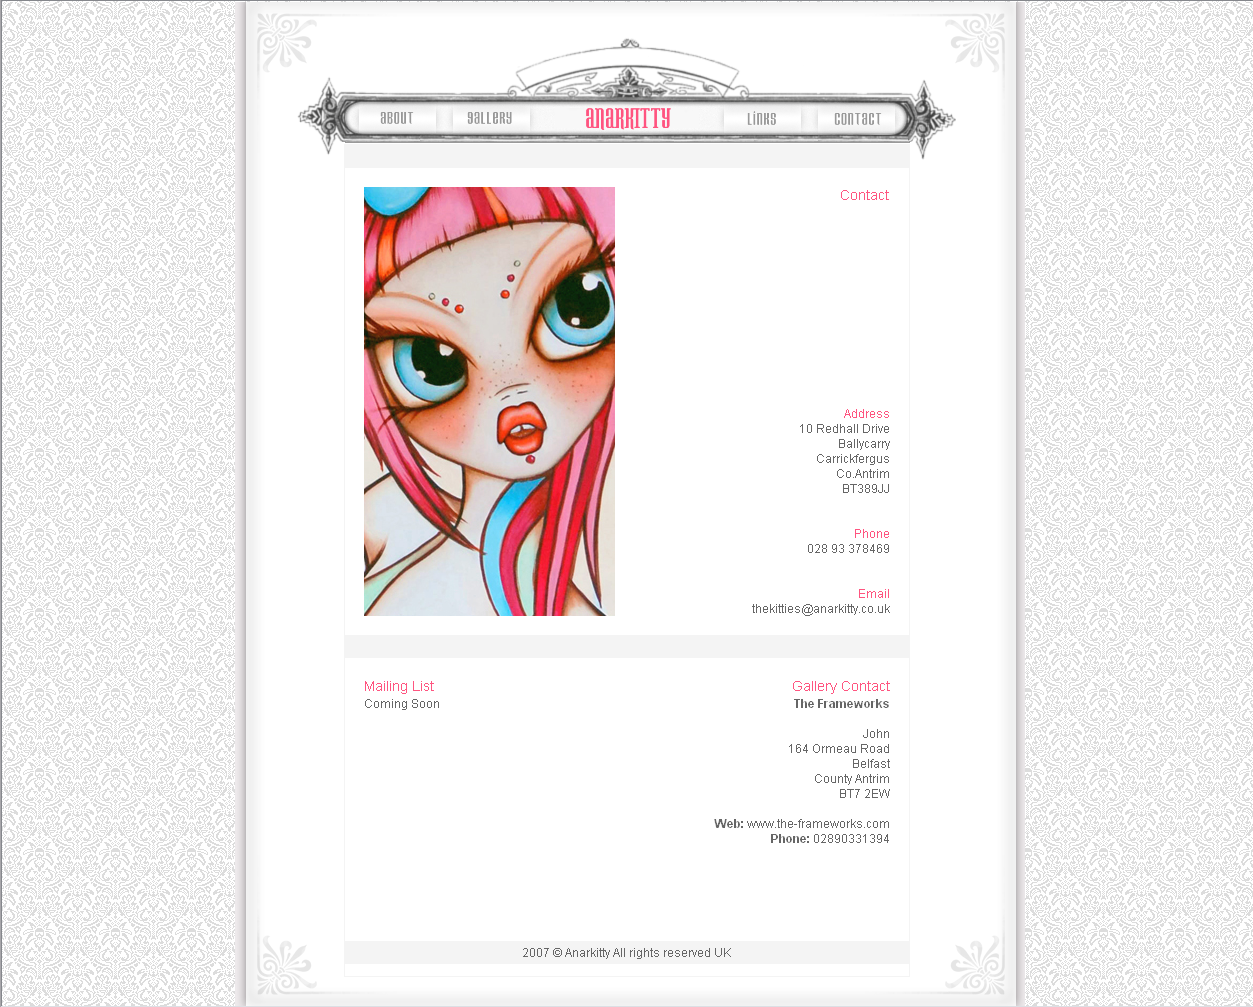 ABOUT
GALLERY
ANARKITTY
LINKS
CONTACT
Contact
Address
10 Redhall Drive
Ballycarry
Carrickfergus
Co.Antrim
BT389JJ
Phone
028 93 378469
Email
thekitties@anarkitty.co.uk
Mailing List
Coming Soon
Gallery Contact
The Frameworks
John
164 Ormeau Road
Belfast
County Antrim
BT7 2EW
Web: www.the-frameworks.com
Phone: 02890331394
2007 © Anarkitty All rights reserved UK